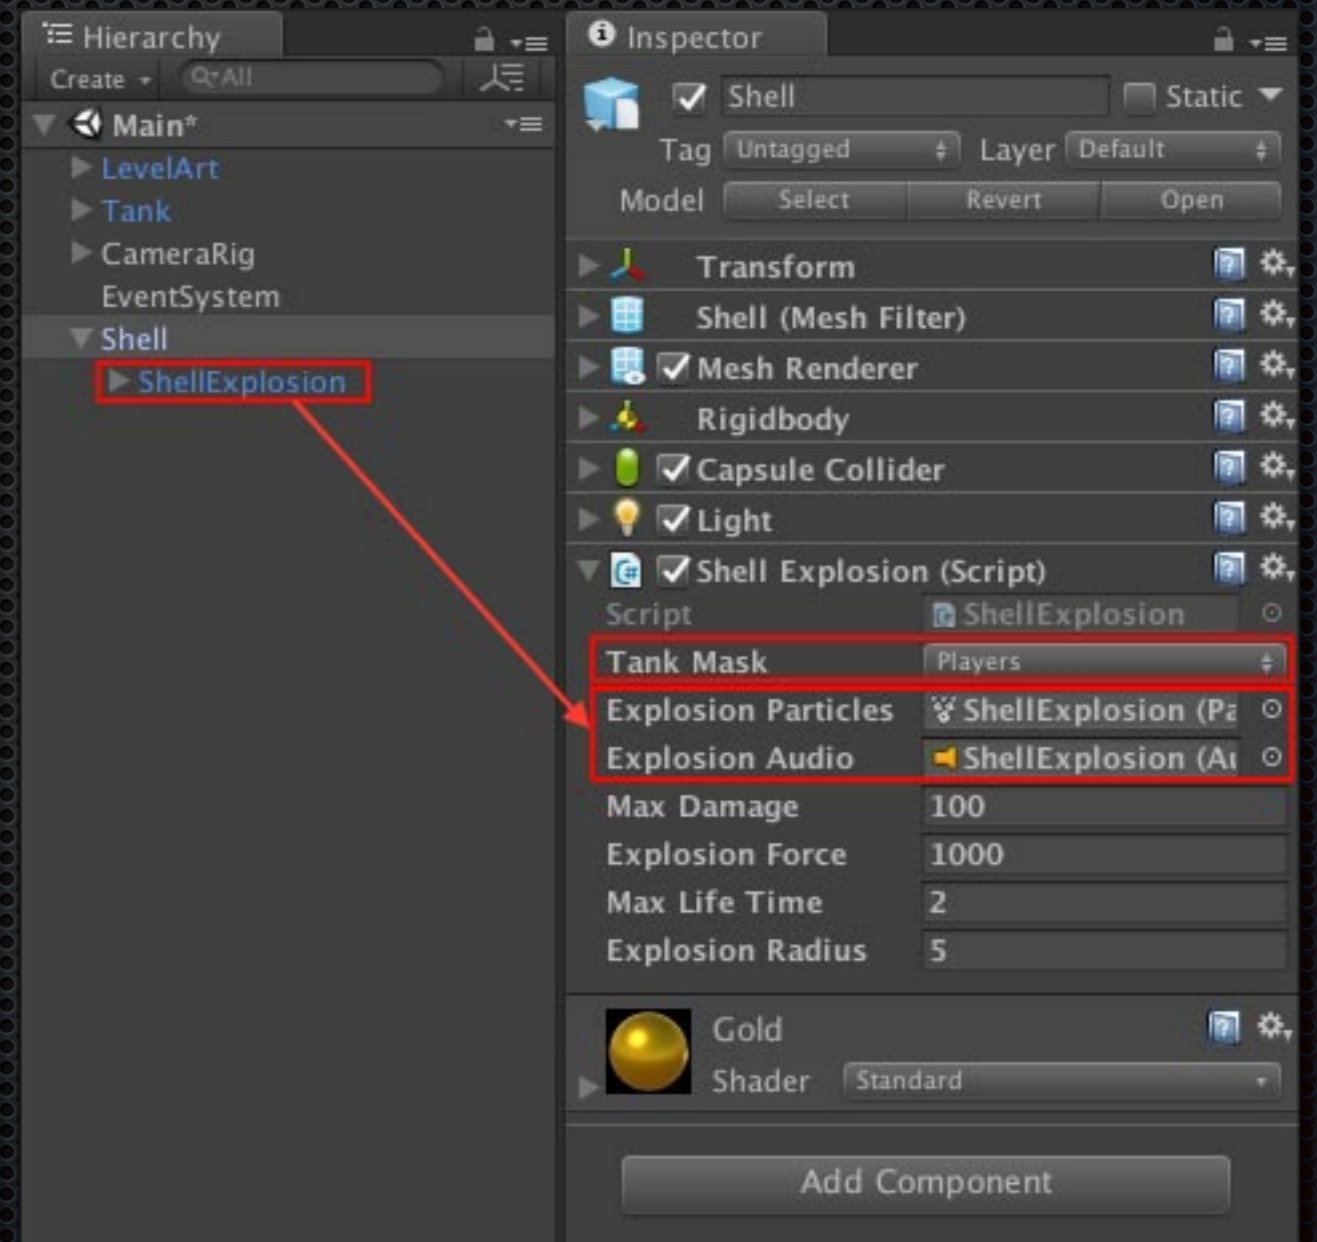 Hierarchy
Create
All
Main*
LevelArt
Tank
CameraRig
EventSystem
Shell
ShellExplosion
Inspector
Shell
Static
Tag Untagged Layer Default
Model Select Revert Open
Transform
Shell (Mesh Filter)
Mesh Renderer
Rigidbody
Capsule Collider
Light
Shell Explosion (Script)
Script ShellExplosion
Tank Mask Players
Explosion Particles ShellExplosion (Pa
Explosion Audio ShellExplosion (Au
Max Damage 100
Explosion Force 1000
Max Life Time 2
Explosion Radius 5
Gold
Shader Standard
Add Component